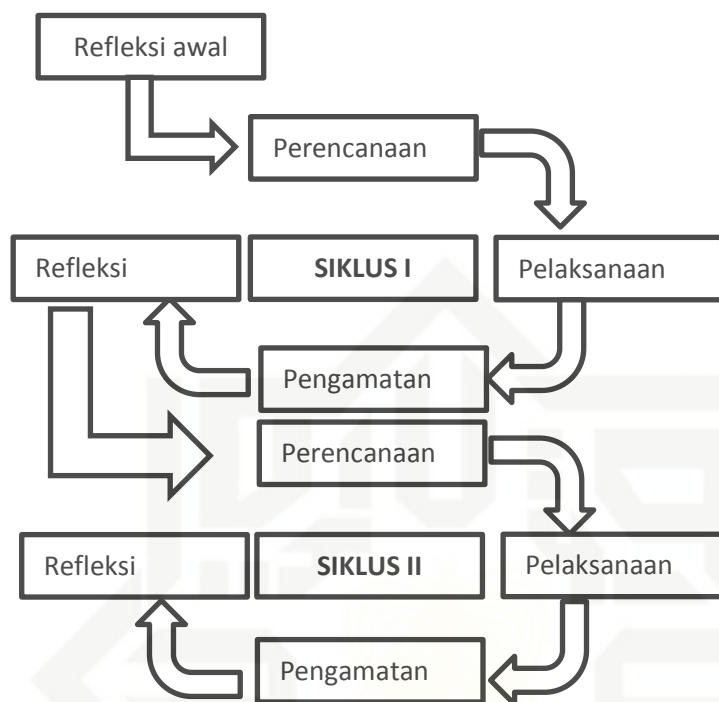 Refleksi awal
Perencanaan
Refleksi
SIKLUS I
Pelaksanaan
Pengamatan
Perencanaan
Refleksi
SIKLUS II
Pelaksanaan
Pengamatan